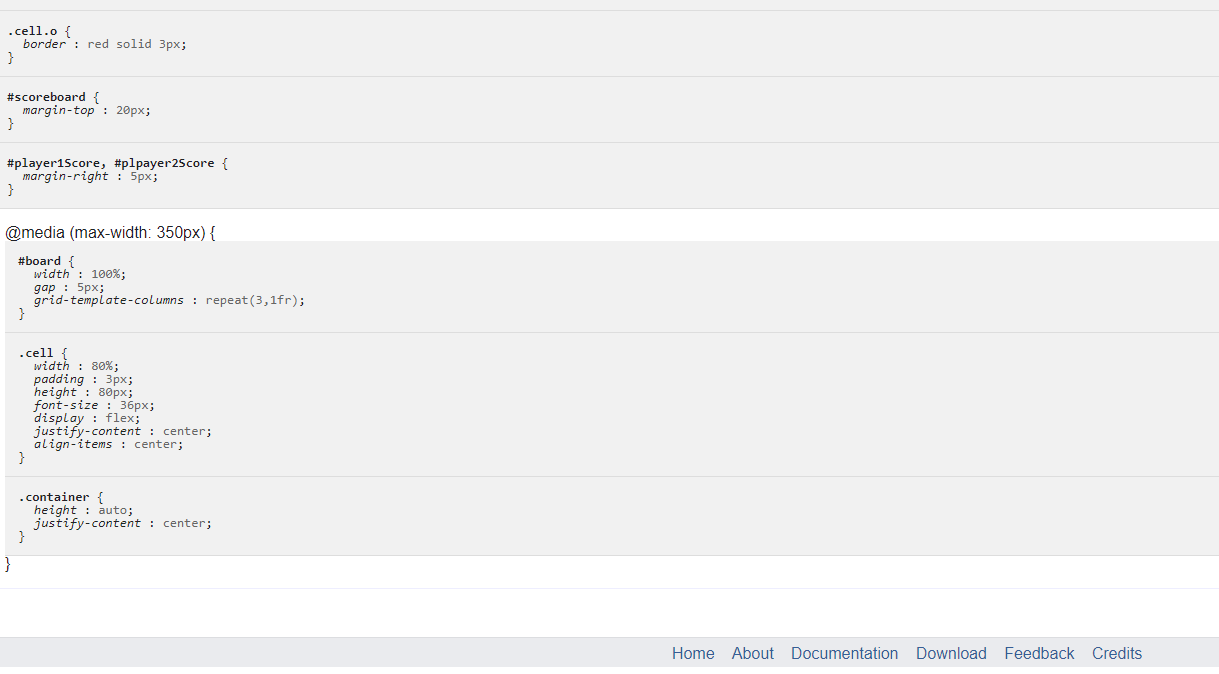 .cell.o {
border : red solid 3px;
}
#scoreboard {
margin-top : 20px;
}
#player1Score, #plpayer2Score {
margin-right : 5px;
}
@media (max-width: 350px) {
#board {
width : 100%;
gap : 5px;
grid-template-columns : repeat(3,1fr);
}
.cell {
width : 80%;
padding : 3px;
height : 80px;
font-size : 36px;
display : flex;
justify-content : center;
align-items : center;
}
.container {
height : auto;
justify-content : center;
}
}
Home About Documentation Download Feedback Credits